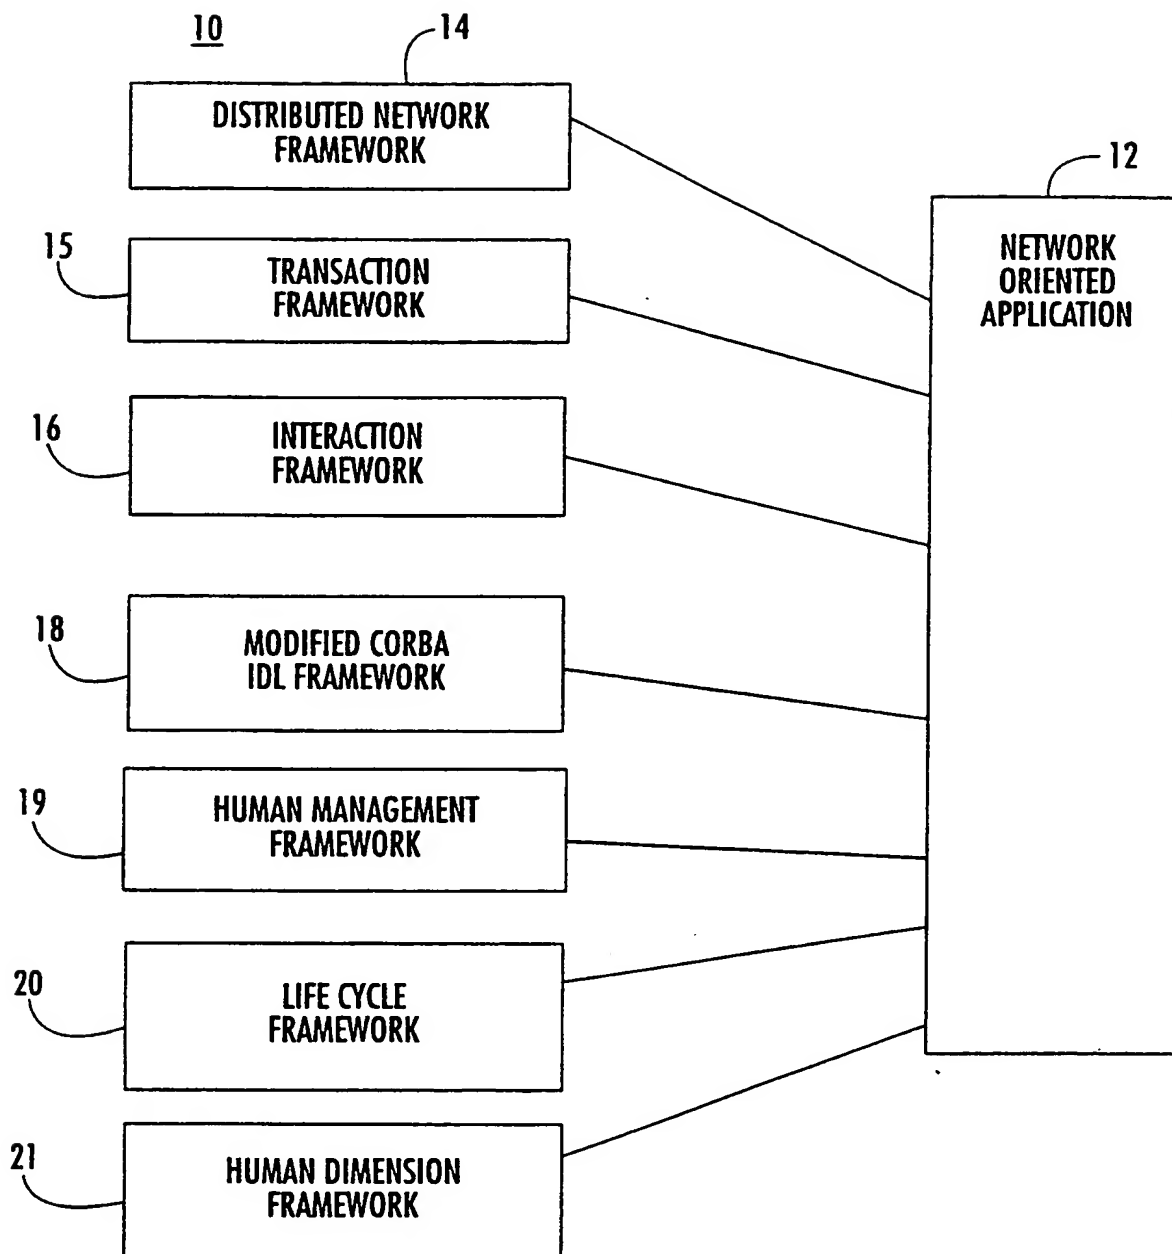 10
14
DISTRIBUTED NETWORK
FRAMEWORK
12
NETWORK
ORIENTED
APPLICATION
15
TRANSACTION
FRAMEWORK
16
INTERACTION
FRAMEWORK
18
MODIFIED CORBA
IDL FRAMEWORK
19
HUMAN MANAGEMENT
FRAMEWORK
20
LIFE CYCLE
FRAMEWORK
21
HUMAN DIMENSION
FRAMEWORK